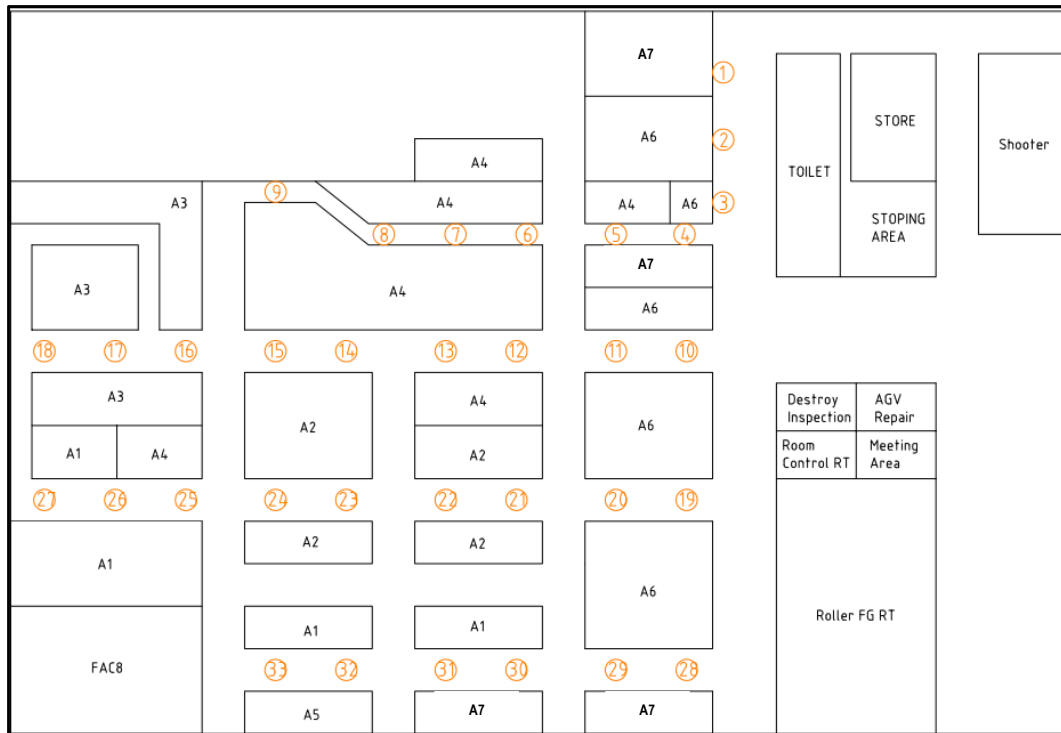 A7
①
A6
②
STORE
Shooter
TOILET
A4
A3
⑨
A4
A4
A6
③
STOPING
AREA
⑧
⑦
⑥
⑤
④
A7
A3
A4
A6
⑱
⑰
⑯
⑮
⑭
⑬
⑫
⑪
⑩
A3
A4
Destroy
Inspection
AGV
Repair
A2
A6
A1
A4
A2
Room
Control RT
Meeting
Area
㉗
㉖
㉕
㉔
㉓
㉒
㉑
⑳
⑲
A1
A2
A2
A6
Roller FG RT
A1
A1
FAC8
㉝
㉜
㉛
㉚
㉙
㉘
A5
A7
A7